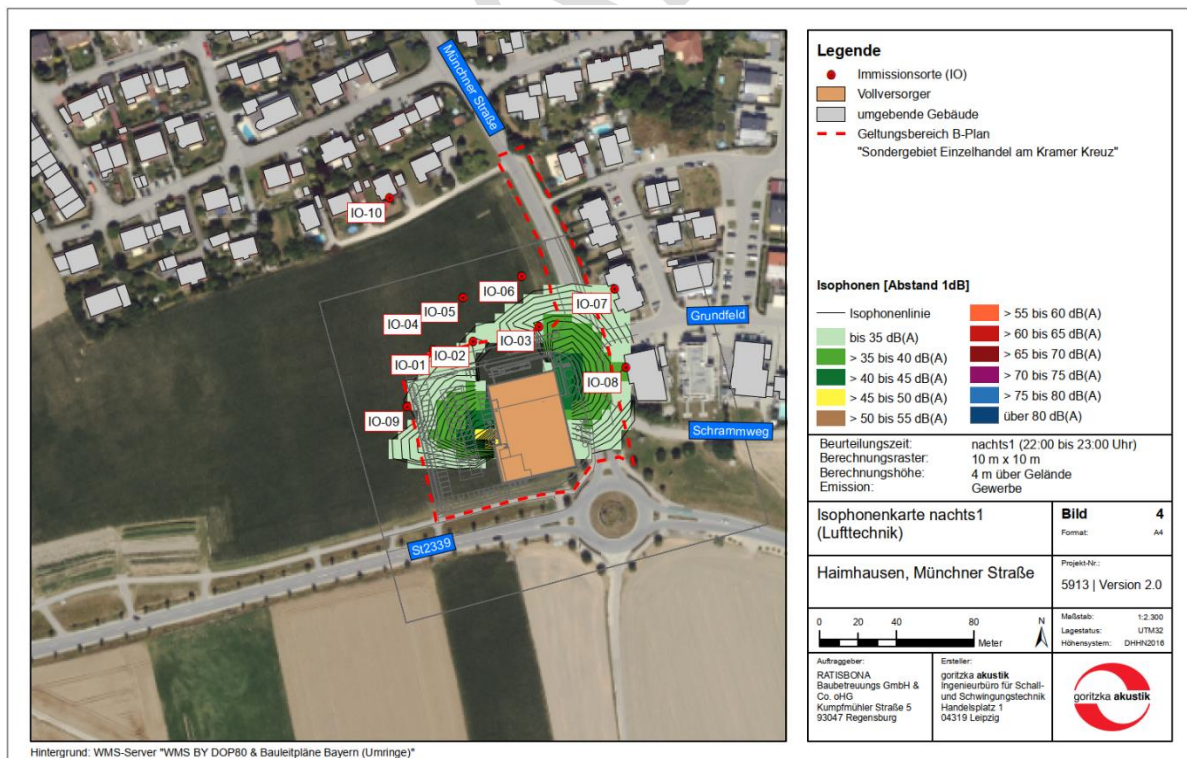 Münchner Straße
IO-10
IO-06
IO-07
IO-05
IO-04
IO-03
IO-02
IO-01
IO-08
IO-09
Grundfeld
Schrammweg
St2339
Legende
Immissionsorte (IO)
Vollversorger
umgebende Gebäude
Geltungsbereich B-Plan
"Sondergebiet Einzelhandel am Kramer Kreuz"
Isophonen [Abstand 1dB]
Isophonenlinie
bis 35 dB(A)
> 35 bis 40 dB(A)
> 40 bis 45 dB(A)
> 45 bis 50 dB(A)
> 50 bis 55 dB(A)
> 55 bis 60 dB(A)
> 60 bis 65 dB(A)
> 65 bis 70 dB(A)
> 70 bis 75 dB(A)
> 75 bis 80 dB(A)
über 80 dB(A)
Beurteilungszeit: nachts1 (22:00 bis 23:00 Uhr)
Berechnungsraster: 10 m x 10 m
Berechnungshöhe: 4 m über Gelände
Emission: Gewerbe
Isophonenkarte nachts1
(Lufttechnik)
Bild 4
Format: A4
Haimhausen, Münchner Straße
Projekt-Nr.:
5913 | Version 2.0
0 20 40 80
Meter
N
Maßstab: 1:2.300
Lagestatus: UTM32
Höhensystem: DHHN2016
Auftraggeber:
RATISBONA
Baubetreuungs GmbH &
Co. oHG
Kumpfmühler Straße 5
93047 Regensburg
Ersteller:
goritzka akustik
Ingenieurbüro für Schall-
und Schwingungstechnik
Handelsplatz 1
04319 Leipzig
goritzka akustik
Hintergrund: WMS-Server "WMS BY DOP80 & Bauleitpläne Bayern (Umringe)"